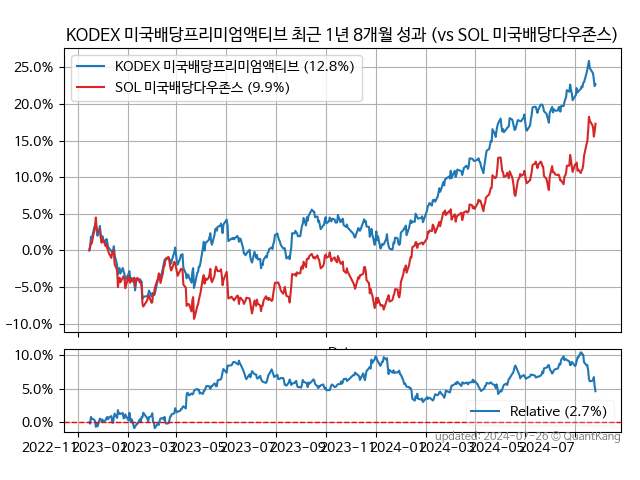 KODEX 미국배당프리미엄액티브 최근 1년 8개월 성과 (vs SOL 미국배당다우존스)
KODEX 미국배당프리미엄액티브 (12.8%)
SOL 미국배당다우존스 (9.9%)
25.0%
20.0%
15.0%
10.0%
5.0%
0.0%
−5.0%
−10.0%
10.0%
5.0%
0.0%
Relative (2.7%)
updated: 2024-07-26 © QuantKang
2022-11 2023-01 2023-03 2023-05 2023-07 2023-09 2023-11 2024-01 2024-03 2024-05 2024-07